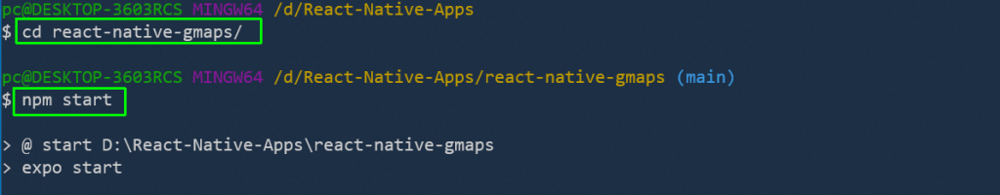 pc@DESKTOP-3603RCS MINGW64 /d/React-Native-Apps
$ cd react-native-gmaps/
pc@DESKTOP-3603RCS MINGW64 /d/React-Native-Apps/react-native-gmaps (main)
$ npm start
> @ start D:\React-Native-Apps\react-native-gmaps
> expo start